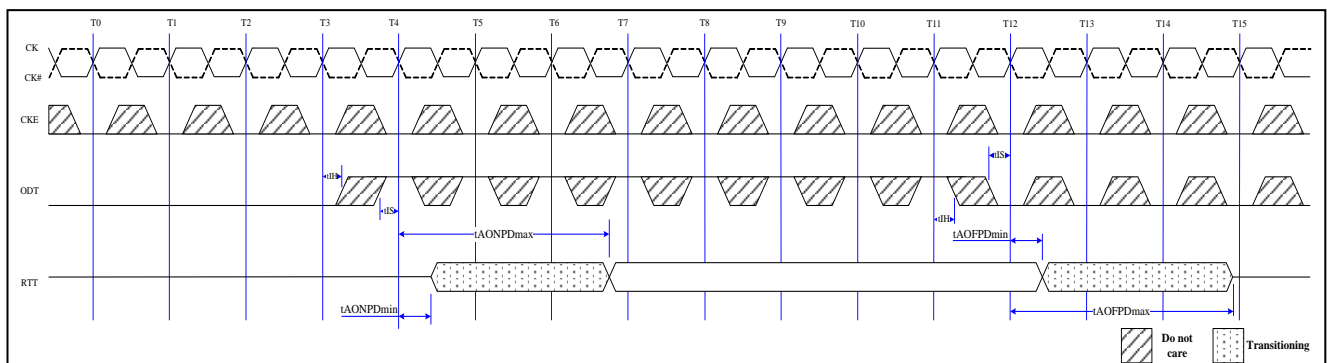 T0 T1 T2 T3 T4 T5 T6 T7 T8 T9 T10 T11 T12 T13 T14 T15
CK
CK#
CKE
tIS
tIH
ODT
tIS
tIH
tAONPDmax
tAOFPDmin
RTT
tAONPDmin
tAOFPDmax
Do not
care
Transitioning